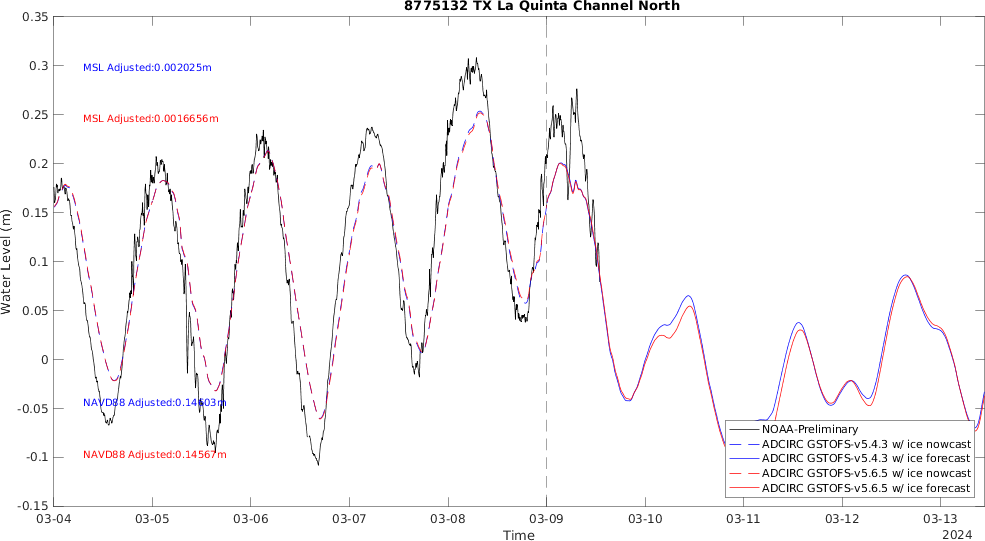 8775132 TX La Quinta Channel North
0.35
0.3
0.25
0.2
0.15
0.1
0.05
0
-0.05
-0.1
-0.15
Water Level (m)
MSL Adjusted:0.002025m
MSL Adjusted:0.0016656m
NAVD88 Adjusted:0.14603m
NAVD88 Adjusted:0.14567m
NOAA-Preliminary
ADCIRC GSTOFS-v5.4.3 w/ ice nowcast
ADCIRC GSTOFS-v5.4.3 w/ ice forecast
ADCIRC GSTOFS-v5.6.5 w/ ice nowcast
ADCIRC GSTOFS-v5.6.5 w/ ice forecast
03-04 03-05 03-06 03-07 03-08 03-09 03-10 03-11 03-12 03-13
Time
2024